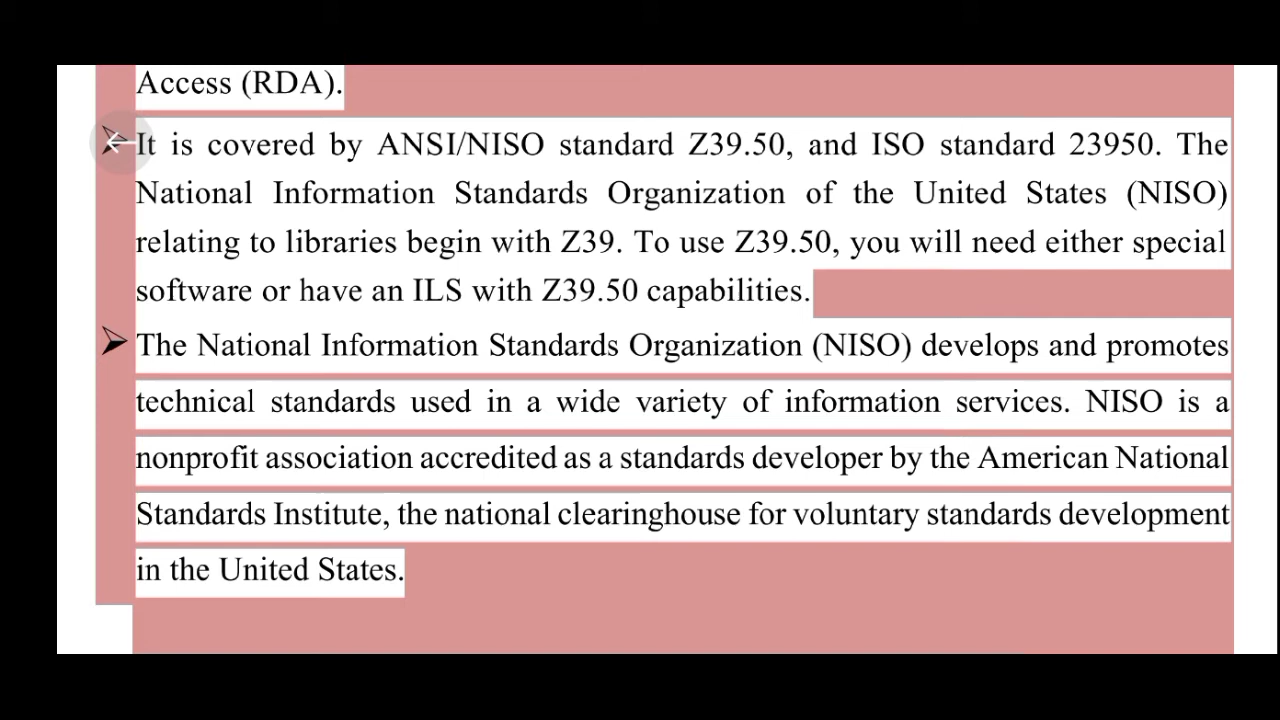 Access (RDA).
It is covered by ANSI/NISO standard Z39.50, and ISO standard 23950. The
National Information Standards Organization of the United States (NISO)
relating to libraries begin with Z39. To use Z39.50, you will need either special
software or have an ILS with Z39.50 capabilities.
The National Information Standards Organization (NISO) develops and promotes
technical standards used in a wide variety of information services. NISO is a
nonprofit association accredited as a standards developer by the American National
Standards Institute, the national clearinghouse for voluntary standards development
in the United States.